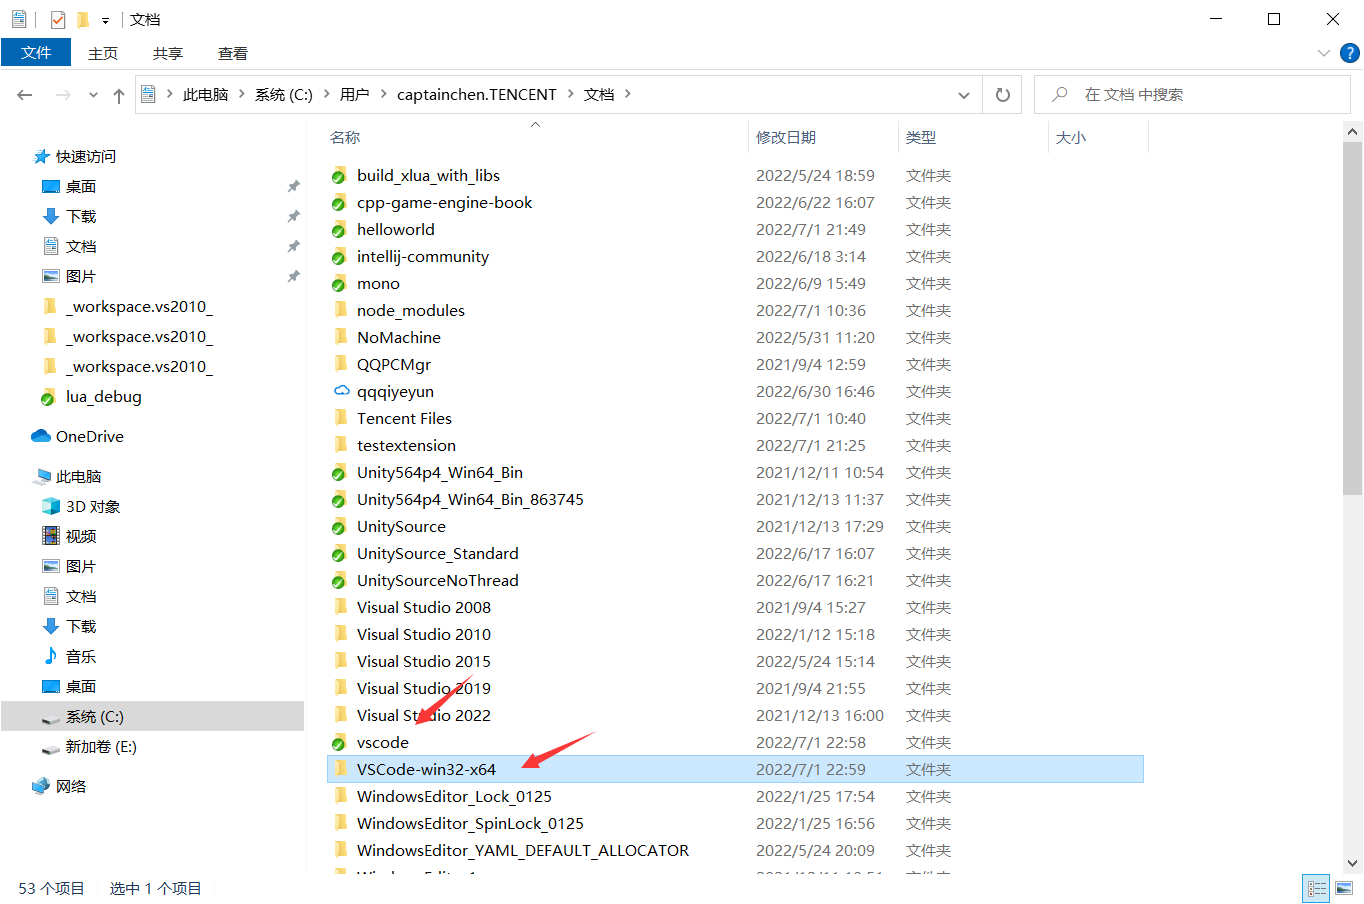 文档
文件 主页 共享 查看 ?
此电脑 系统 (C:) 用户 captainchen.TENCENT 文档 在 文档 中搜索
名称 修改日期 类型 大小
快速访问
桌面
下载
文档
图片
_workspace.vs2010_
_workspace.vs2010_
_workspace.vs2010_
lua_debug
OneDrive
此电脑
3D 对象
视频
图片
文档
下载
音乐
桌面
系统 (C:)
新加卷 (E:)
网络
build_xlua_with_libs 2022/5/24 18:59 文件夹
cpp-game-engine-book 2022/6/22 16:07 文件夹
helloworld 2022/7/1 21:49 文件夹
intellij-community 2022/6/18 3:14 文件夹
mono 2022/6/9 15:49 文件夹
node_modules 2022/7/1 10:36 文件夹
NoMachine 2022/5/31 11:20 文件夹
QQPCMgr 2021/9/4 12:59 文件夹
qqqiyeyun 2022/6/30 16:46 文件夹
Tencent Files 2022/7/1 10:40 文件夹
testextension 2022/7/1 21:25 文件夹
Unity564p4_Win64_Bin 2021/12/11 10:54 文件夹
Unity564p4_Win64_Bin_863745 2021/12/13 11:37 文件夹
UnitySource 2021/12/13 17:29 文件夹
UnitySource_Standard 2022/6/17 16:07 文件夹
UnitySourceNoThread 2022/6/17 16:21 文件夹
Visual Studio 2008 2021/9/4 15:27 文件夹
Visual Studio 2010 2022/1/12 15:18 文件夹
Visual Studio 2015 2022/5/24 15:14 文件夹
Visual Studio 2019 2021/9/4 21:55 文件夹
Visual Studio 2022 2021/12/13 16:00 文件夹
vscode 2022/7/1 22:58 文件夹
VSCode-win32-x64 2022/7/1 22:59 文件夹
WindowsEditor_Lock_0125 2022/1/25 17:54 文件夹
WindowsEditor_SpinLock_0125 2022/1/25 16:56 文件夹
WindowsEditor_YAML_DEFAULT_ALLOCATOR 2022/5/24 20:09 文件夹
53 个项目 选中 1 个项目